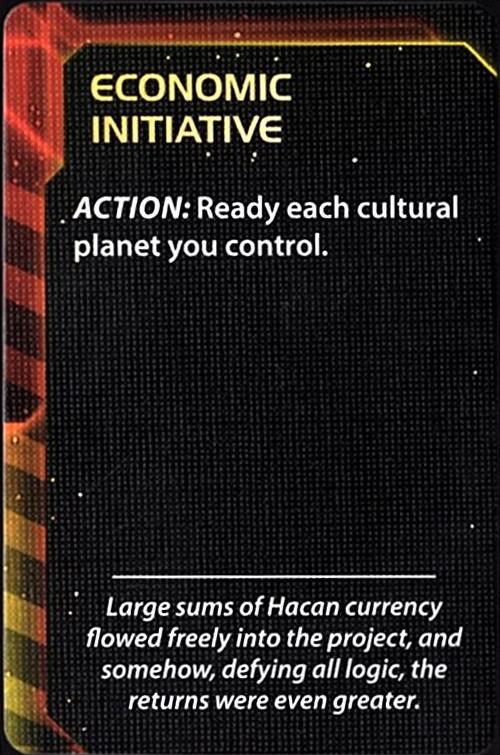 ECONOMIC
INITIATIVE
ACTION: Ready each cultural
planet you control.
Large sums of Hacan currency
flowed freely into the project, and
somehow, defying all logic, the
returns were even greater.